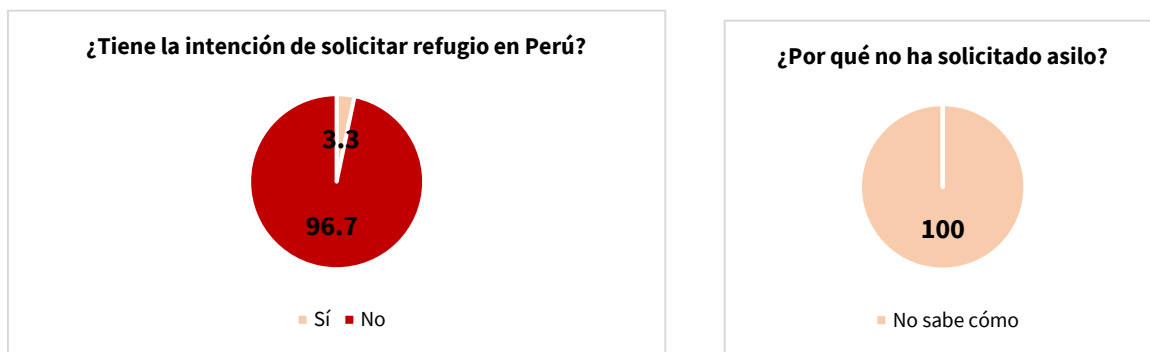 ¿Tiene la intención de solicitar refugio en Perú?
3.3
96.7
Sí No
¿Por qué no ha solicitado asilo?
100
No sabe cómo